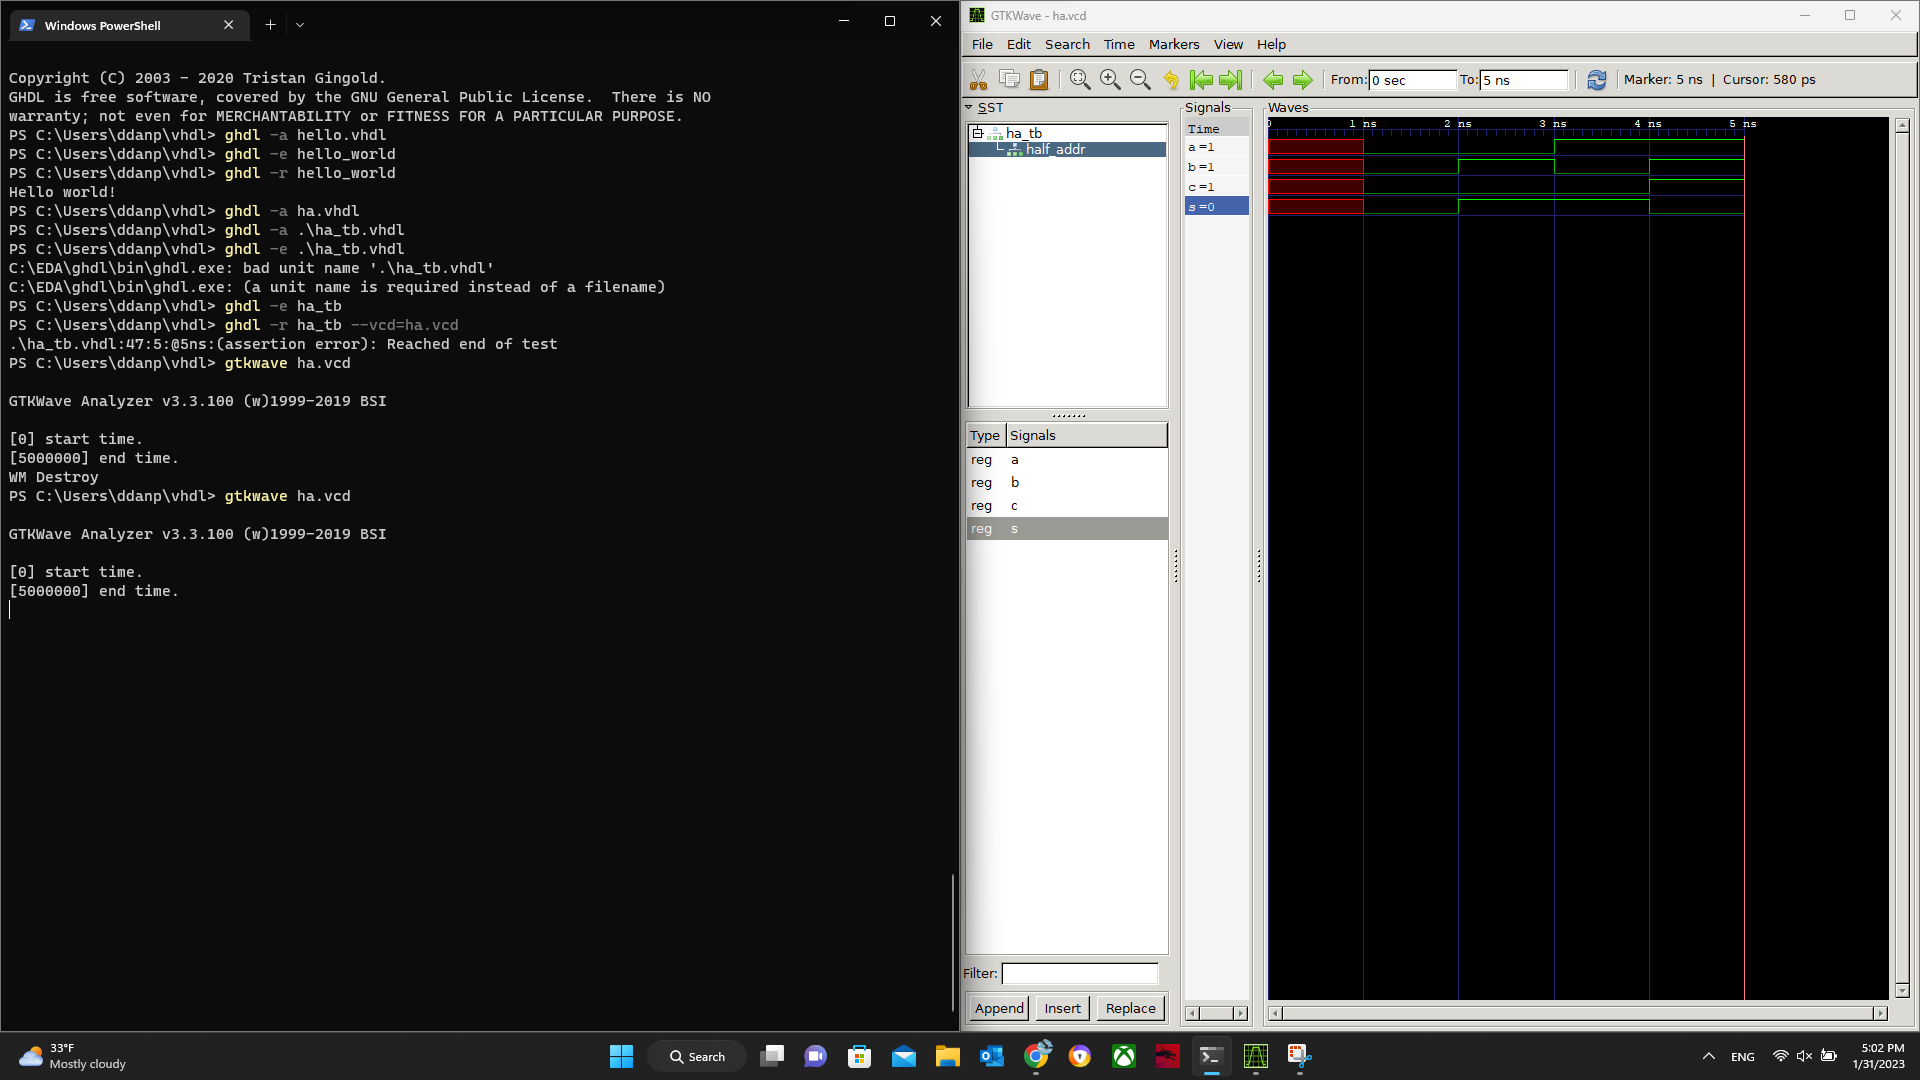 Windows PowerShell
Copyright (C) 2003 - 2020 Tristan Gingold.
GHDL is free software, covered by the GNU General Public License.  There is NO
warranty; not even for MERCHANTABILITY or FITNESS FOR A PARTICULAR PURPOSE.
PS C:\Users\ddanp\vhdl> ghdl -a hello.vhdl
PS C:\Users\ddanp\vhdl> ghdl -e hello_world
PS C:\Users\ddanp\vhdl> ghdl -r hello_world
Hello world!
PS C:\Users\ddanp\vhdl> ghdl -a ha.vhdl
PS C:\Users\ddanp\vhdl> ghdl -a .\ha_tb.vhdl
PS C:\Users\ddanp\vhdl> ghdl -e .\ha_tb.vhdl
C:\EDA\ghdl\bin\ghdl.exe: bad unit name '.\ha_tb.vhdl'
C:\EDA\ghdl\bin\ghdl.exe: (a unit name is required instead of a filename)
PS C:\Users\ddanp\vhdl> ghdl -e ha_tb
PS C:\Users\ddanp\vhdl> ghdl -r ha_tb --vcd=ha.vcd
.\ha_tb.vhdl:47:5:@5ns:(assertion error): Reached end of test
PS C:\Users\ddanp\vhdl> gtkwave ha.vcd
GTKWave Analyzer v3.3.100 (w)1999-2019 BSI
[0] start time.
[5000000] end time.
WM Destroy
PS C:\Users\ddanp\vhdl> gtkwave ha.vcd
GTKWave Analyzer v3.3.100 (w)1999-2019 BSI
[0] start time.
[5000000] end time.
GTKWave - ha.vcd
File Edit Search Time Markers View Help
From: 0 sec To: 5 ns Marker: 5 ns | Cursor: 580 ps
SST
ha_tb
half_addr
Type Signals
reg a
reg b
reg c
reg s
Filter:
Append Insert Replace
Signals
Time
a =1
b =1
c =1
s =0
Waves
0 1 ns 2 ns 3 ns 4 ns 5 ns
33°F
Mostly cloudy
Search
ENG
5:02 PM
1/31/2023